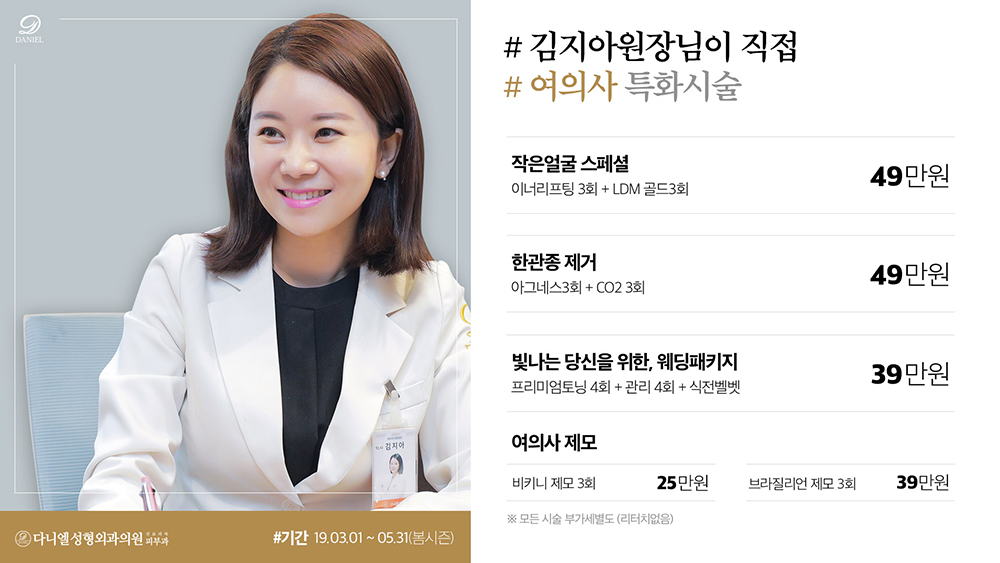 DANIEL
# 김지아원장님이 직접
# 여의사 특화시술
작은얼굴 스페셜
이너리프팅 3회 + LDM 골드3회
49만원
한관종 제거
아그네스3회 + CO2 3회
49만원
빛나는 당신을 위한, 웨딩패키지
프리미엄토닝 4회 + 관리 4회 + 식전벨벳
39만원
여의사 제모
비키니 제모 3회 25만원
브라질리언 제모 3회 39만원
※ 모든 시술 부가세별도 (리터치없음)
김지아
다니엘성형외과의원 피부과
#기간 19.03.01 ~ 05.31(봄시즌)